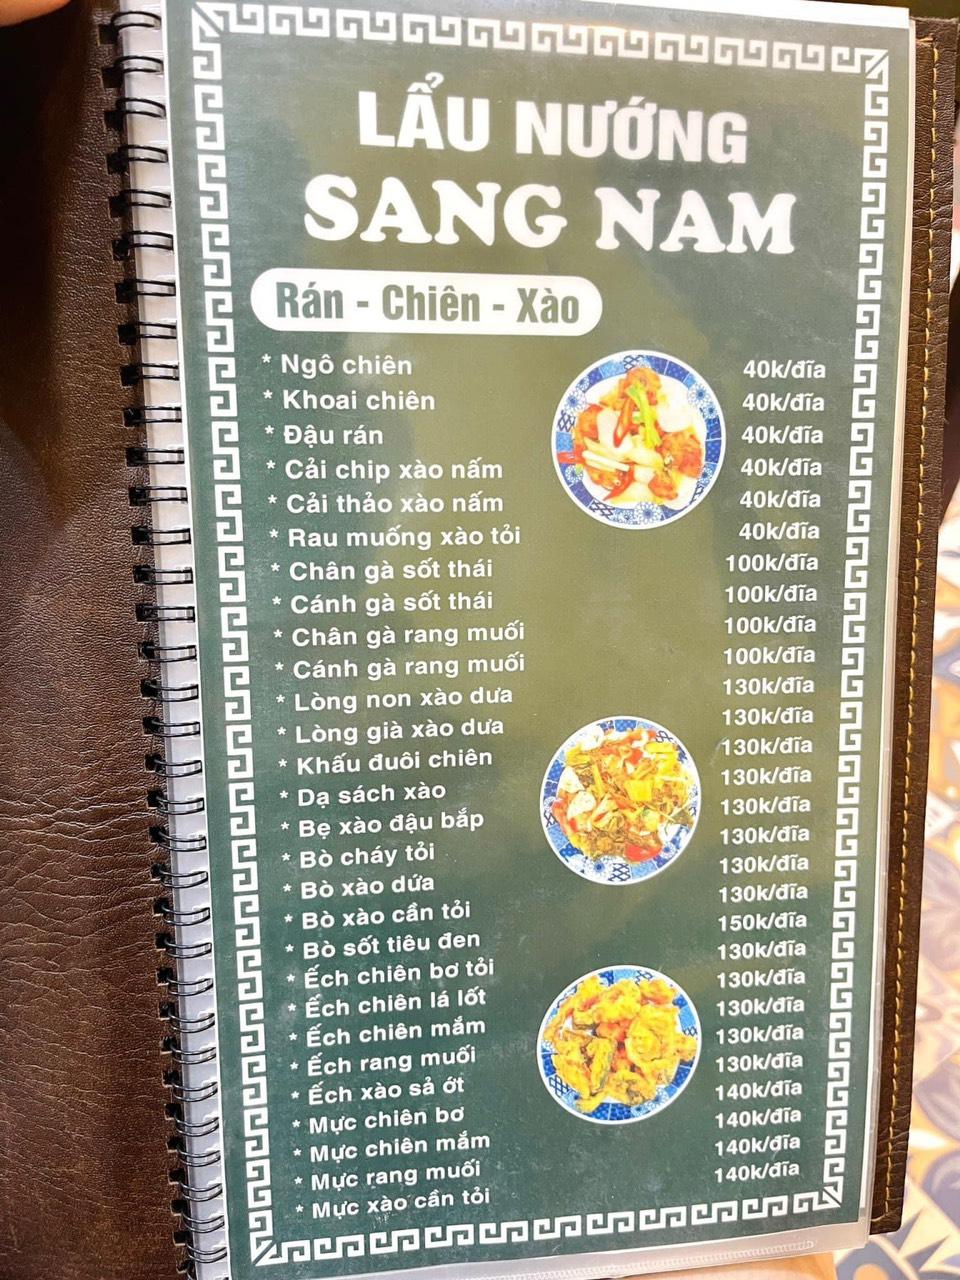 LẨU NƯỚNG
SANG NAM
Rán - Chiên - Xào
* Ngô chiên 40k/đĩa
* Khoai chiên 40k/đĩa
* Đậu rán 40k/đĩa
* Cải chip xào nấm 40k/đĩa
* Cải thảo xào nấm 40k/đĩa
* Rau muống xào tỏi 40k/đĩa
* Chân gà sốt thái 100k/đĩa
* Cánh gà sốt thái 100k/đĩa
* Chân gà rang muối 100k/đĩa
* Cánh gà rang muối 100k/đĩa
* Lòng non xào dưa 130k/đĩa
* Lòng già xào dưa 130k/đĩa
* Khấu đuôi chiên 130k/đĩa
* Dạ sách xào 130k/đĩa
* Bẹ xào đậu bắp 130k/đĩa
* Bò cháy tỏi 130k/đĩa
* Bò xào dứa 130k/đĩa
* Bò xào cần tỏi 130k/đĩa
* Bò sốt tiêu đen 150k/đĩa
* Ếch chiên bơ tỏi 130k/đĩa
* Ếch chiên lá lốt 130k/đĩa
* Ếch chiên mắm 130k/đĩa
* Ếch rang muối 130k/đĩa
* Ếch xào sả ớt 130k/đĩa
* Mực chiên bơ 140k/đĩa
* Mực chiên mắm 140k/đĩa
* Mực rang muối 140k/đĩa
* Mực xào cần tỏi 140k/đĩa